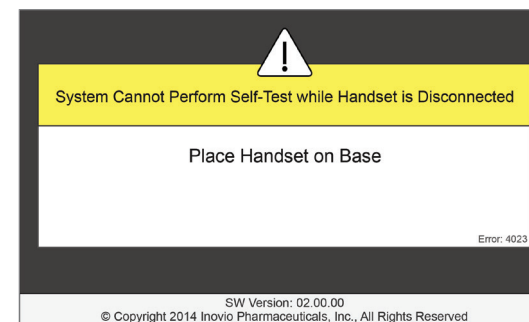 !
System Cannot Perform Self-Test while Handset is Disconnected
Place Handset on Base
Error: 4023
SW Version: 02.00.00
© Copyright 2014 Inovio Pharmaceuticals, Inc., All Rights Reserved